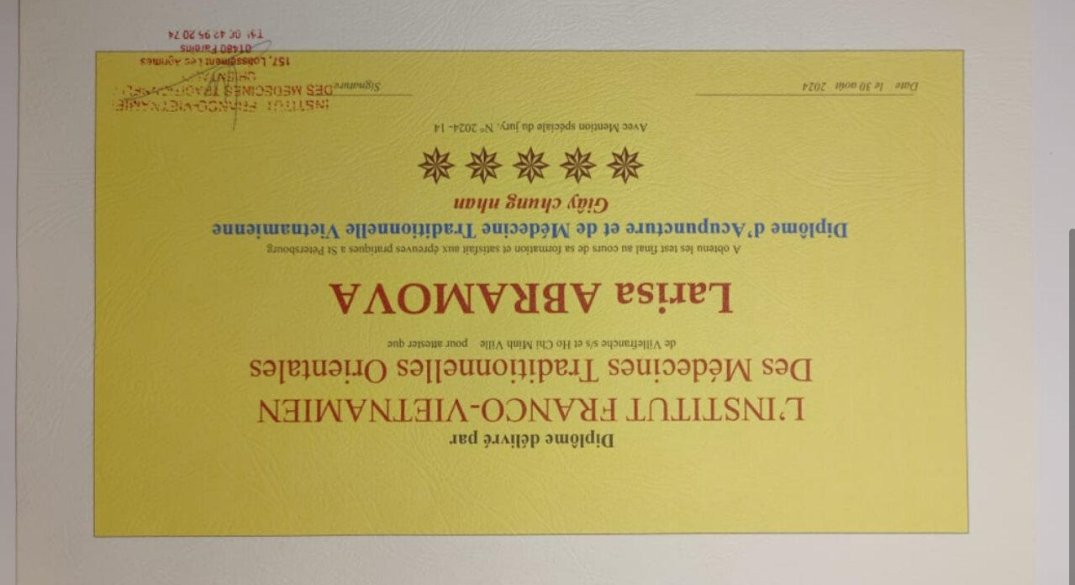 Diplôme délivré par
L'INSTITUT FRANCO-VIETNAMIEN
Des Médecines Traditionnelles Orientales
de Villefranche s/s et Ho Chi Minh Ville pour attester que
Larisa ABRAMOVA
A obtenu les test final au cours de sa formation et satisfait aux épreuves pratiques a St Petersbourg
Diplôme d'Acupuncture et de Médecine Traditionnelle Vietnamienne
Giây chung nhan
Avec Mention spéciale du jury. N° 2024- 14
Date le 30 août 2024
Signature
INSTITUT FRANCO-VIETNAMIEN
DES MEDECINES TRADITIONNELLES
ORIENTALES
157, Lotissement Les Agrimes
01480 Fareins
Tél. 06 42 95 20 74